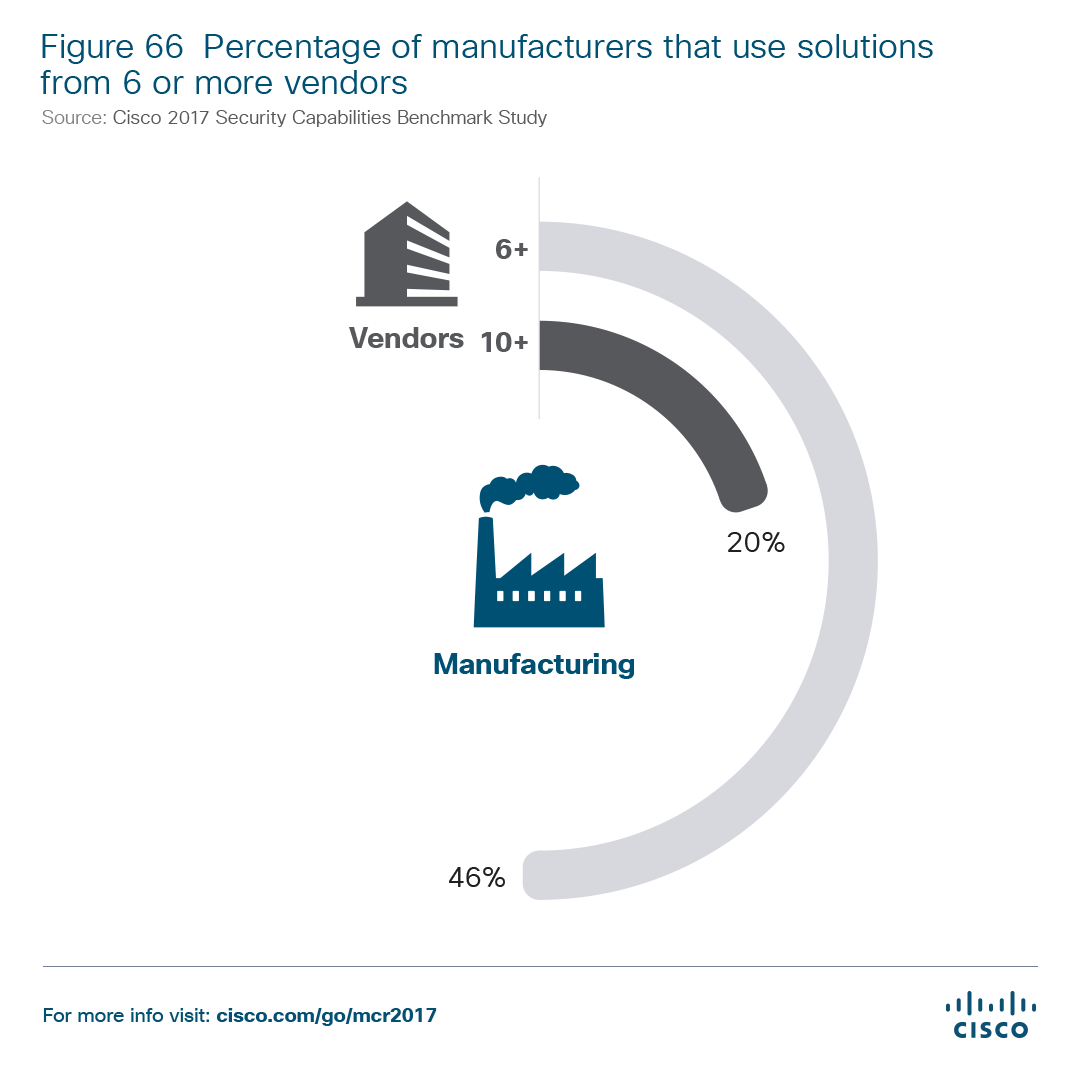 Figure 66  Percentage of manufacturers that use solutions
from 6 or more vendors
Source: Cisco 2017 Security Capabilities Benchmark Study
6+
Vendors
10+
20%
Manufacturing
46%
For more info visit: cisco.com/go/mcr2017
CISCO